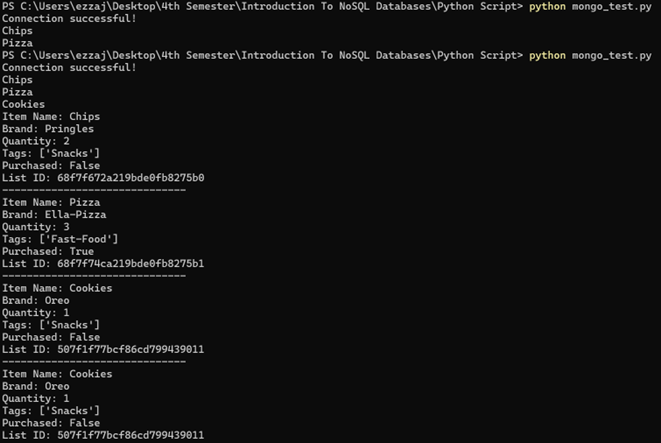 PS C:\Users\ezzaj\Desktop\4th Semester\Introduction To NoSQL Databases\Python Script> python mongo_test.py
Connection successful!
Chips
Pizza
PS C:\Users\ezzaj\Desktop\4th Semester\Introduction To NoSQL Databases\Python Script> python mongo_test.py
Connection successful!
Chips
Pizza
Cookies
Item Name: Chips
Brand: Pringles
Quantity: 2
Tags: ['Snacks']
Purchased: False
List ID: 68f7f672a219bde0fb8275b0
------------------------------
Item Name: Pizza
Brand: Ella-Pizza
Quantity: 3
Tags: ['Fast-Food']
Purchased: True
List ID: 68f7f74ca219bde0fb8275b1
------------------------------
Item Name: Cookies
Brand: Oreo
Quantity: 1
Tags: ['Snacks']
Purchased: False
List ID: 507f1f77bcf86cd799439011
------------------------------
Item Name: Cookies
Brand: Oreo
Quantity: 1
Tags: ['Snacks']
Purchased: False
List ID: 507f1f77bcf86cd799439011